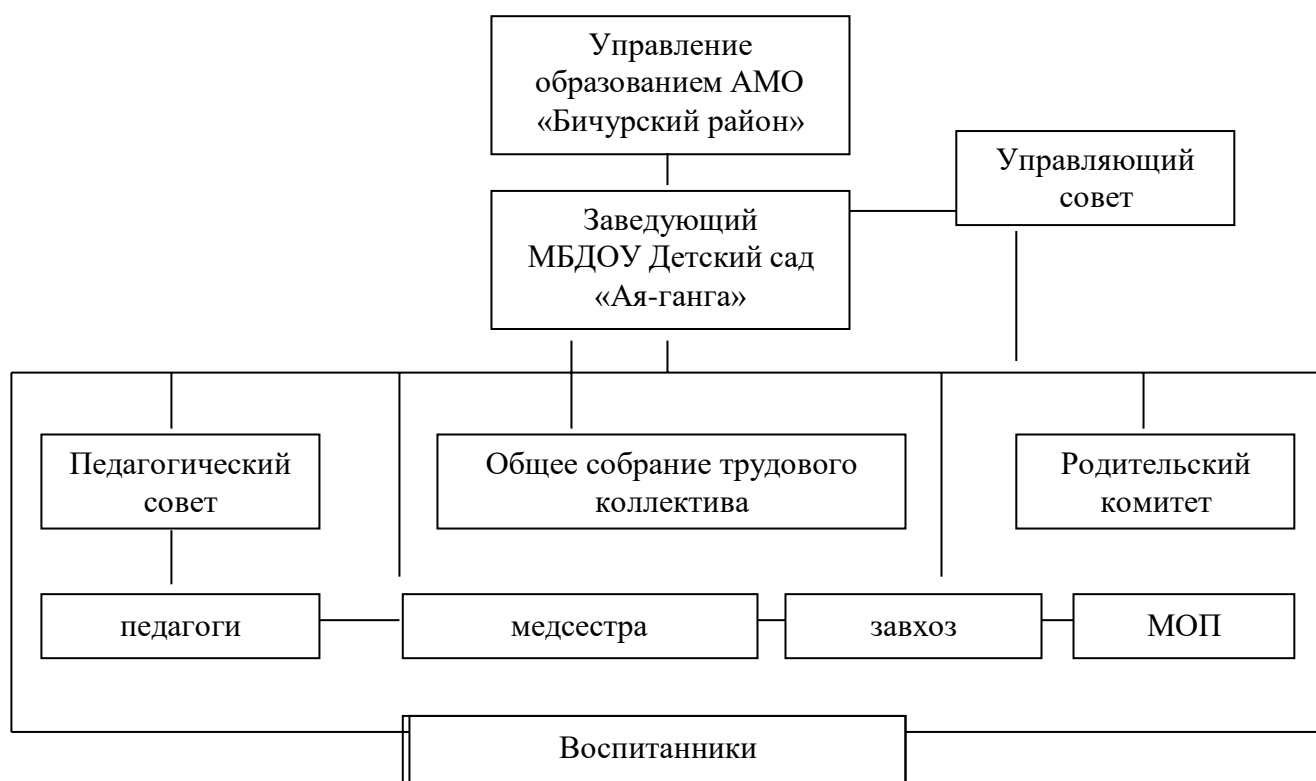 Управление
образованием АМО
«Бичурский район»
Управляющий
совет
Заведующий
МБДОУ Детский сад
«Ая-ганга»
Педагогический
совет
Общее собрание трудового
коллектива
Родительский
комитет
педагоги
медсестра
завхоз
МОП
Воспитанники